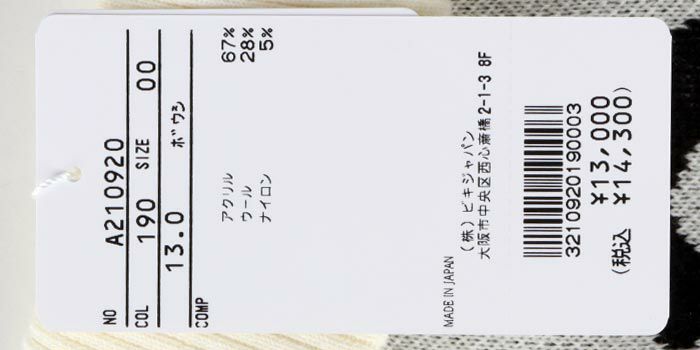 NO A210920
COL 190 SIZE 00
13.0 ボウシ
COMP
アクリル 67%
ウール 28%
ナイロン 5%
MADE IN JAPAN
(株)ビキジャパン
大阪市中央区西心斎橋2-1-3 8F
3210920190003
¥13,000
(税込 ¥14,300)